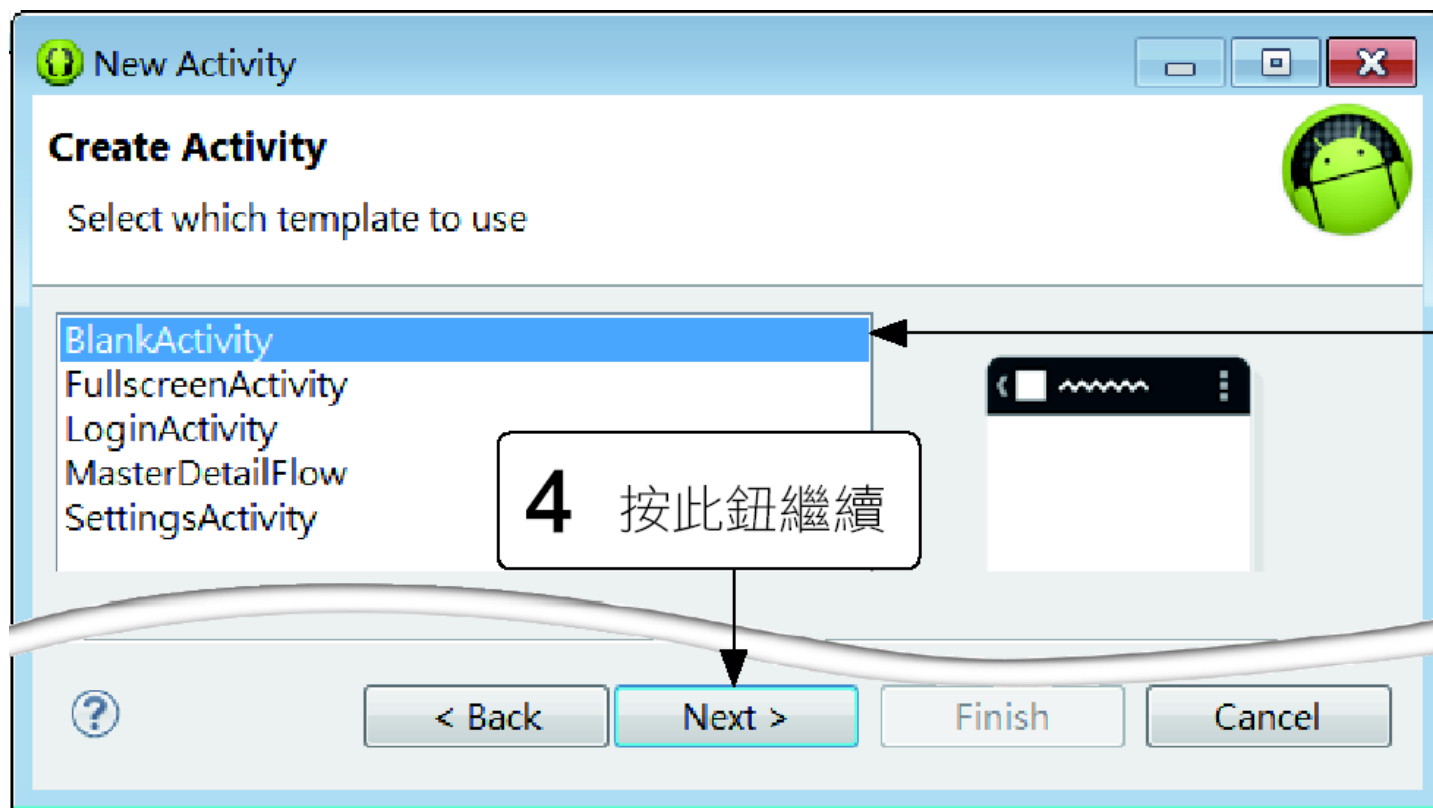 New Activity
Create Activity
Select which template to use
BlankActivity
FullscreenActivity
LoginActivity
MasterDetailFlow
SettingsActivity
4 按此鈕繼續
< Back
Next >
Finish
Cancel